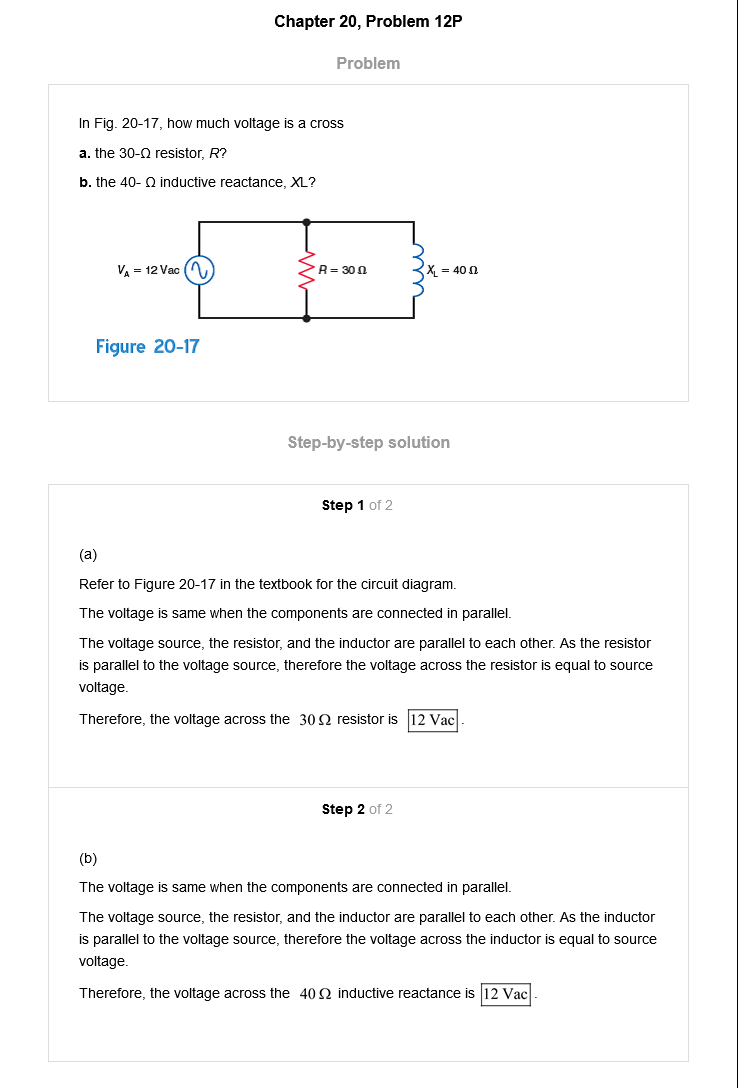 Chapter 20, Problem 12P
Problem
In Fig. 20-17, how much voltage is a cross
a. the 30-Ω resistor, R?
b. the 40- Ω inductive reactance, XL?
V_A = 12 Vac
R = 30 Ω
X_L = 40 Ω
Figure 20-17
Step-by-step solution
Step 1 of 2
(a)
Refer to Figure 20-17 in the textbook for the circuit diagram.
The voltage is same when the components are connected in parallel.
The voltage source, the resistor, and the inductor are parallel to each other. As the resistor
is parallel to the voltage source, therefore the voltage across the resistor is equal to source
voltage.
Therefore, the voltage across the 30 Ω resistor is 12 Vac .
Step 2 of 2
(b)
The voltage is same when the components are connected in parallel.
The voltage source, the resistor, and the inductor are parallel to each other. As the inductor
is parallel to the voltage source, therefore the voltage across the inductor is equal to source
voltage.
Therefore, the voltage across the 40 Ω inductive reactance is 12 Vac .